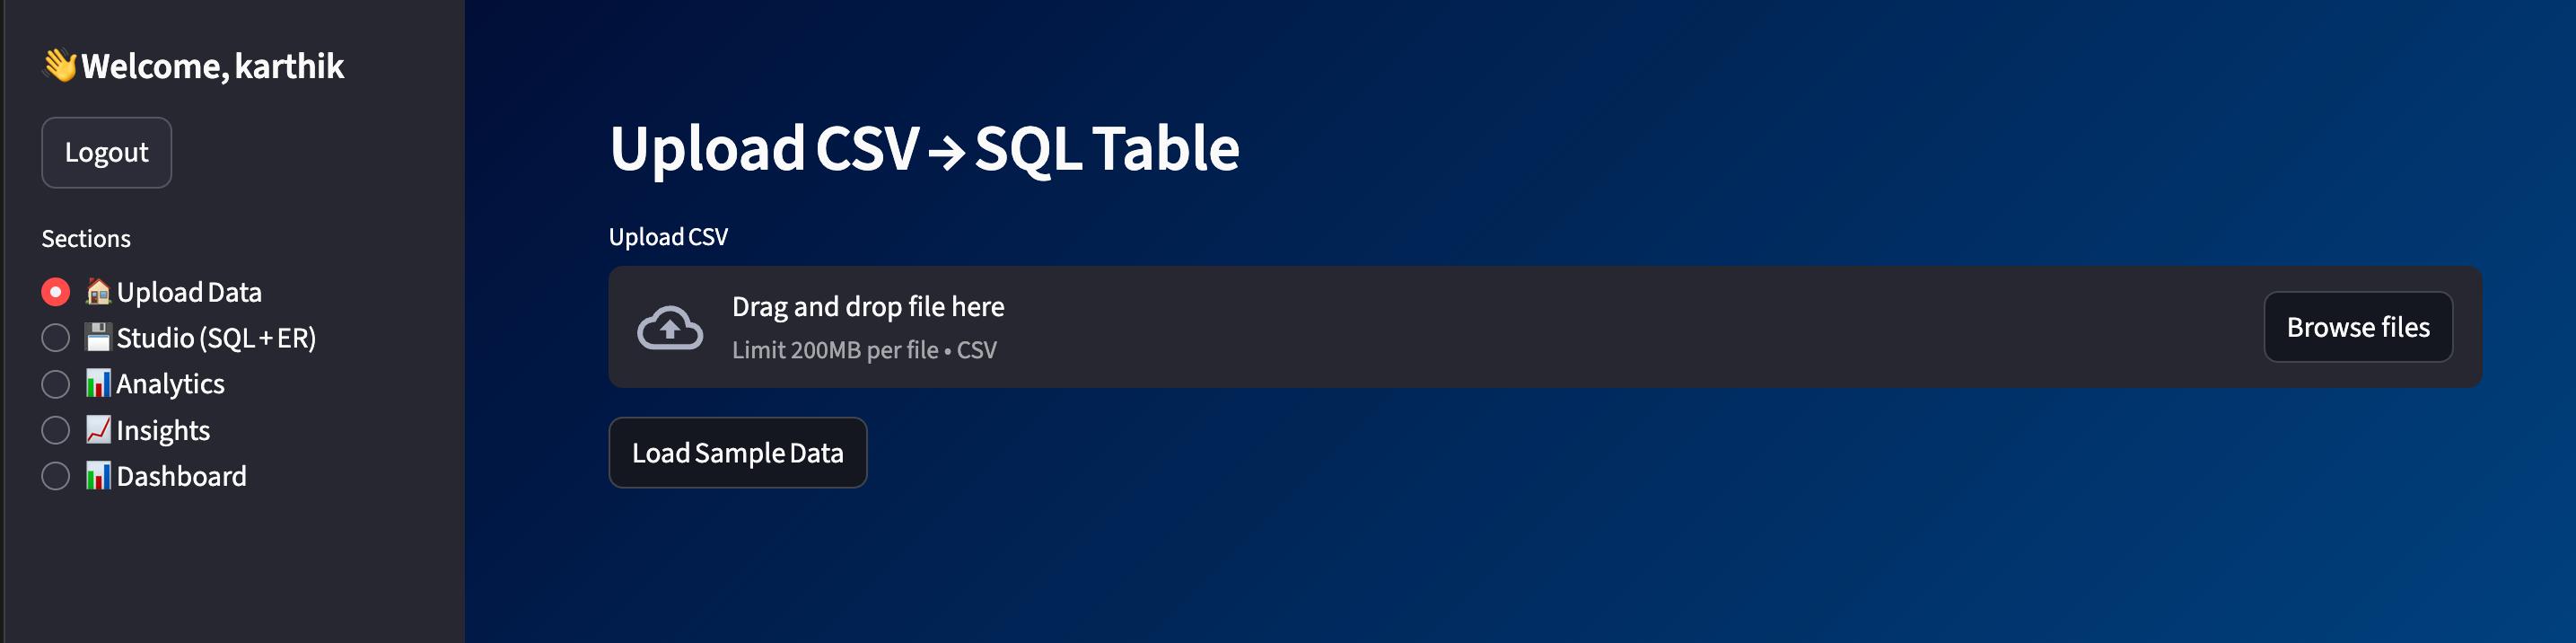 👋 Welcome, karthik
Logout
Sections
🏠 Upload Data
💾 Studio (SQL + ER)
📊 Analytics
📈 Insights
📊 Dashboard
Upload CSV → SQL Table
Upload CSV
Drag and drop file here
Limit 200MB per file • CSV
Browse files
Load Sample Data